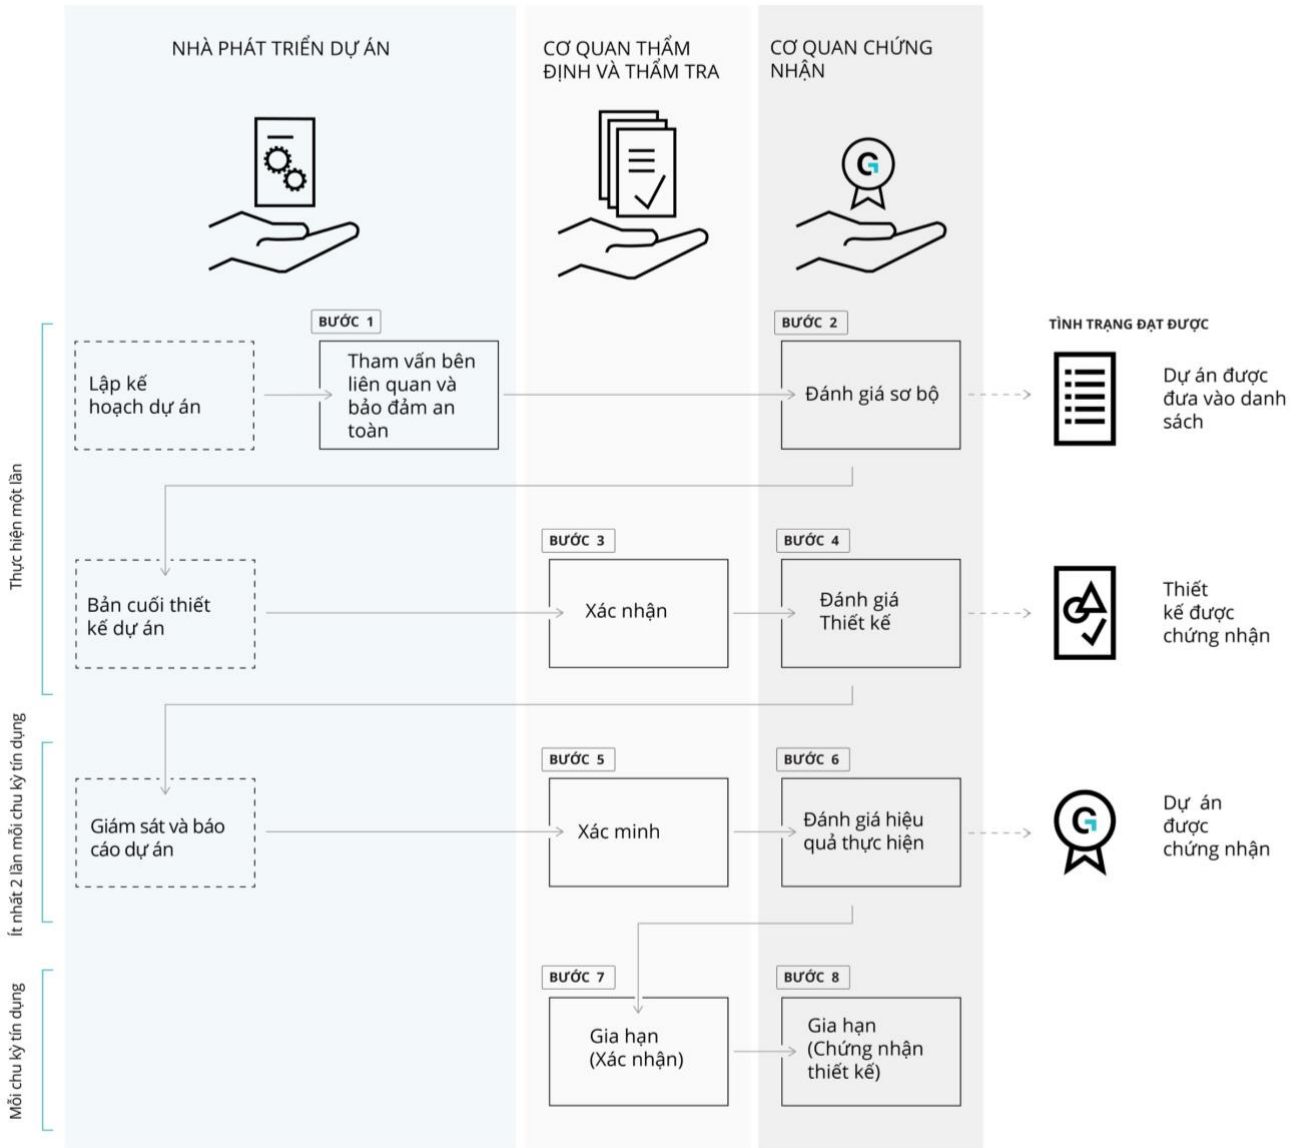 NHÀ PHÁT TRIỂN DỰ ÁN
CƠ QUAN THẨM
ĐỊNH VÀ THẨM TRA
CƠ QUAN CHỨNG
NHẬN
G
Thực hiện một lần
BƯỚC 1
BƯỚC 2
TÌNH TRẠNG ĐẠT ĐƯỢC
Lập kế
hoạch dự án
Tham vấn bên
liên quan và
bảo đảm an
toàn
Đánh giá sơ bộ
Dự án được
đưa vào danh
sách
BƯỚC 3
BƯỚC 4
Bản cuối thiết
kế dự án
Xác nhận
Đánh giá
Thiết kế
Thiết
kế được
chứng nhận
Ít nhất 2 lần mỗi chu kỳ tín dụng
BƯỚC 5
BƯỚC 6
Giám sát và báo
cáo dự án
Xác minh
Đánh giá hiệu
quả thực hiện
G
Dự án
được
chứng nhận
Mỗi chu kỳ tín dụng
BƯỚC 7
BƯỚC 8
Gia hạn
(Xác nhận)
Gia hạn
(Chứng nhận
thiết kế)